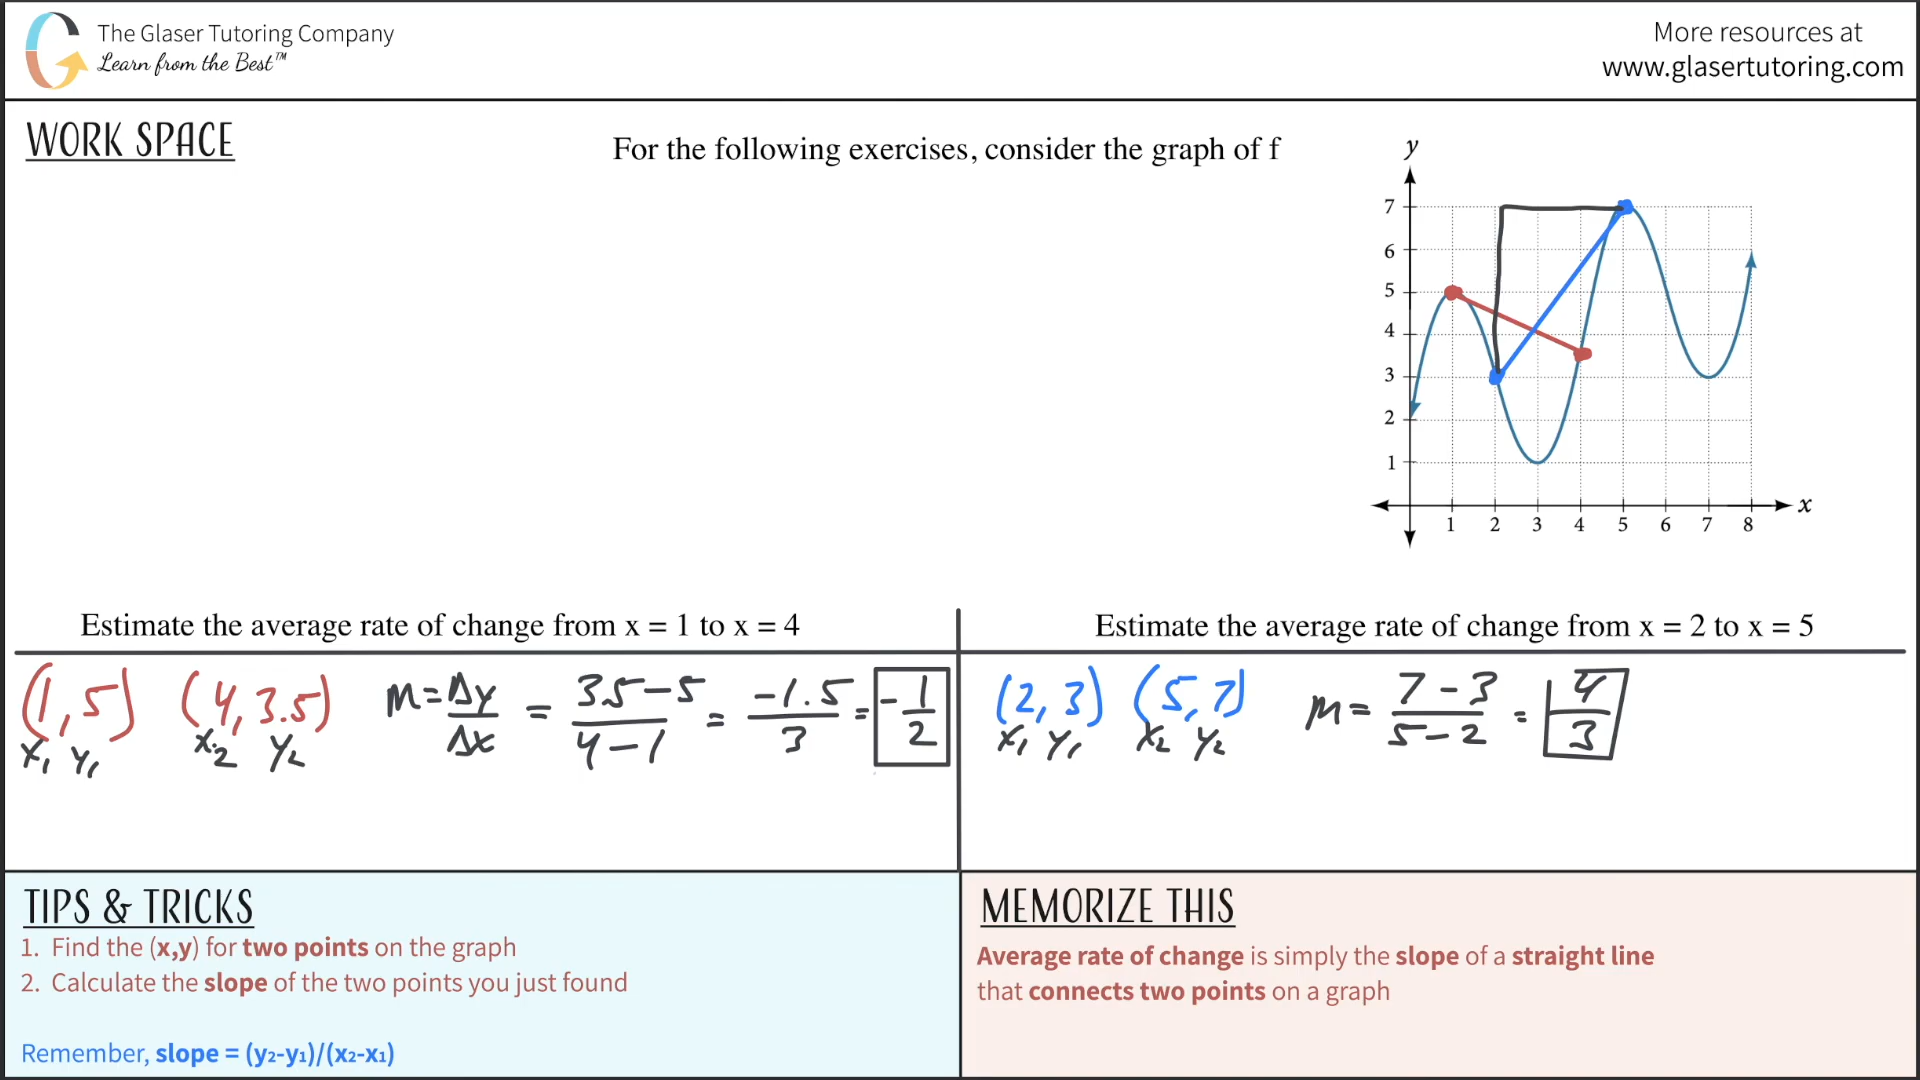 The Glaser Tutoring Company
Learn from the Best™
More resources at
www.glasertutoring.com
WORK SPACE
For the following exercises, consider the graph of f
y
7
6
5
4
3
2
1
x
1 2 3 4 5 6 7 8
Estimate the average rate of change from x = 1 to x = 4
(1, 5) (4, 3.5) m = Δy/Δx = 3.5 - 5 / 4 - 1 = -1.5/3 = -1/2
x₁ y₁ x₂ y₂
Estimate the average rate of change from x = 2 to x = 5
(2, 3) (5, 7) m = 7 - 3 / 5 - 2 = 4/3
x₁ y₁ x₂ y₂
TIPS & TRICKS
1. Find the (x,y) for two points on the graph
2. Calculate the slope of the two points you just found
Remember, slope = (y₂-y₁)/(x₂-x₁)
MEMORIZE THIS
Average rate of change is simply the slope of a straight line
that connects two points on a graph